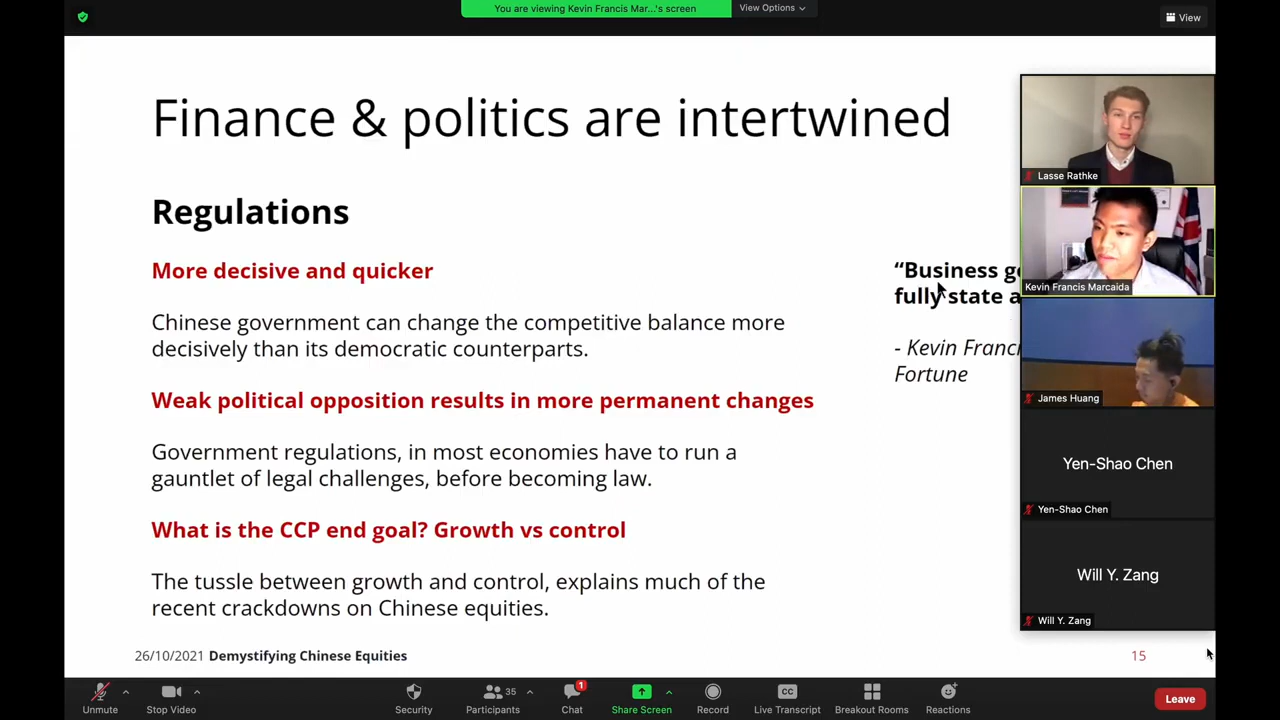 You are viewing Kevin Francis Mar...'s screen
View Options
View
Finance & politics are intertwined
Regulations
More decisive and quicker
Chinese government can change the competitive balance more
decisively than its democratic counterparts.
Weak political opposition results in more permanent changes
Government regulations, in most economies have to run a
gauntlet of legal challenges, before becoming law.
What is the CCP end goal? Growth vs control
The tussle between growth and control, explains much of the
recent crackdowns on Chinese equities.
“Business
fully state
- Kevin
Fortune
Lasse Rathke
Kevin Francis Marcaida
James Huang
Yen-Shao Chen
Yen-Shao Chen
Will Y. Zang
Will Y. Zang
26/10/2021 Demystifying Chinese Equities
15
Unmute
Stop Video
Security
35
Participants
1
Chat
Share Screen
Record
CC
Live Transcript
Breakout Rooms
Reactions
Leave